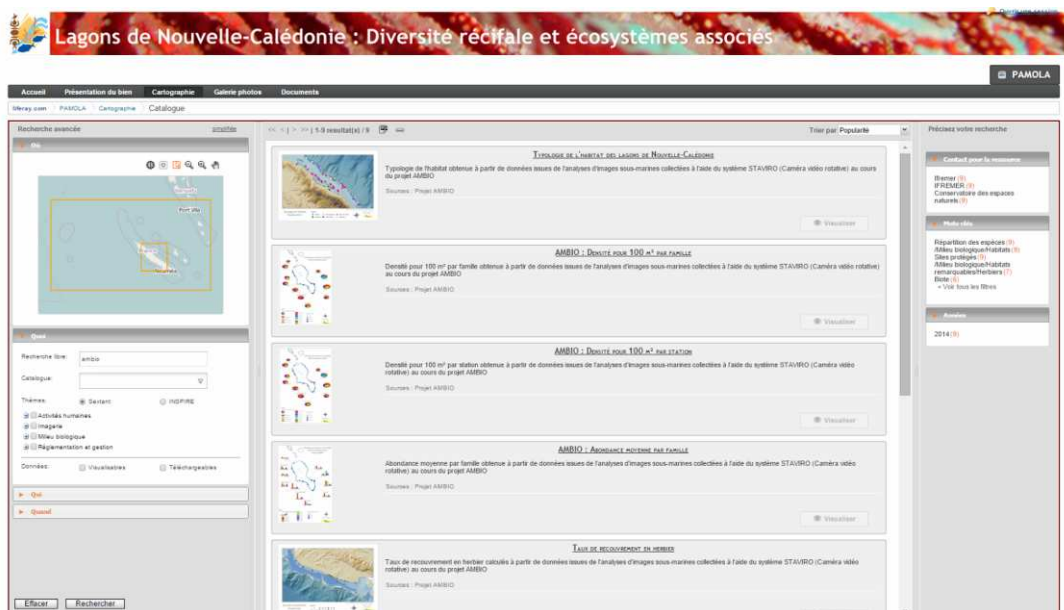 Ouvrir une session
Lagons de Nouvelle-Calédonie : Diversité récifale et écosystèmes associés
PAMOLA
Accueil Présentation du bien Cartographie Galerie photos Documents
liferay.com PAMOLA Cartographie Catalogue
Recherche avancée simplifiée
Où
Port Vila
Nouméa
Quoi
Recherche libre: ambio
Catalogue:
Thèmes: Sextant INSPIRE
Activités humaines
Imagerie
Milieu biologique
Réglementation et gestion
Données: Visualisables Téléchargeables
Qui
Quand
Effacer Rechercher
<< < | > >> | 1-9 resultat(s) / 9
Trier par Popularité
Typologie de l'habitat des lagons de Nouvelle-Calédonie
Typologie de l'habitat obtenue à partir de données issues de l'analyses d'images sous-marines collectées à l'aide du système STAVIRO (Caméra vidéo rotative) au cours
du projet AMBIO
Sources : Projet AMBIO
Visualiser
AMBIO : Densité pour 100 m² par famille
Densité pour 100 m² par famille obtenue à partir de données issues de l'analyses d'images sous-marines collectées à l'aide du système STAVIRO (Caméra vidéo rotative)
au cours du projet AMBIO
Sources : Projet AMBIO
Visualiser
AMBIO : Densité pour 100 m² par station
Densité pour 100 m² par station obtenue à partir de données issues de l'analyses d'images sous-marines collectées à l'aide du système STAVIRO (Caméra vidéo
rotative) au cours du projet AMBIO
Sources : Projet AMBIO
Visualiser
AMBIO : Abondance moyenne par famille
Abondance moyenne par famille obtenue à partir de données issues de l'analyses d'images sous-marines collectées à l'aide du système STAVIRO (Caméra vidéo
rotative) au cours du projet AMBIO
Sources : Projet AMBIO
Visualiser
Taux de recouvrement en herbier
Taux de recouvrement en herbier calculés à partir de données issues de l'analyses d'images sous-marines collectées à l'aide du système STAVIRO (Caméra vidéo
rotative) au cours du projet AMBIO
Sources : Projet AMBIO
Précisez votre recherche
Contact pour la ressource
Ifremer (9)
IFREMER (9)
Conservatoire des espaces
naturels (9)
Mots clés
Répartition des espèces (9)
/Milieu biologique/Habitats (9)
Sites protégés (9)
/Milieu biologique/Habitats
remarquables/Herbiers (7)
Biote (6)
+ Voir tous les filtres
Années
2014 (9)